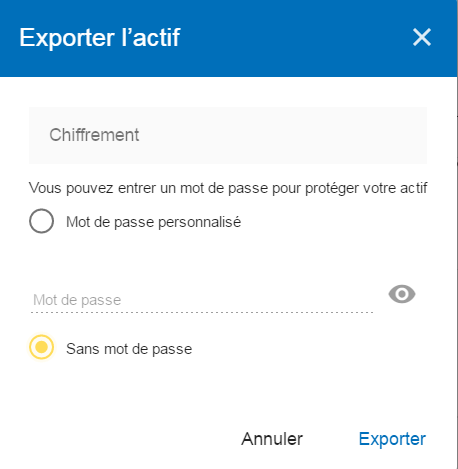 Exporter l’actif
Chiffrement
Vous pouvez entrer un mot de passe pour protéger votre actif
Mot de passe personnalisé
Mot de passe
Sans mot de passe
Annuler Exporter